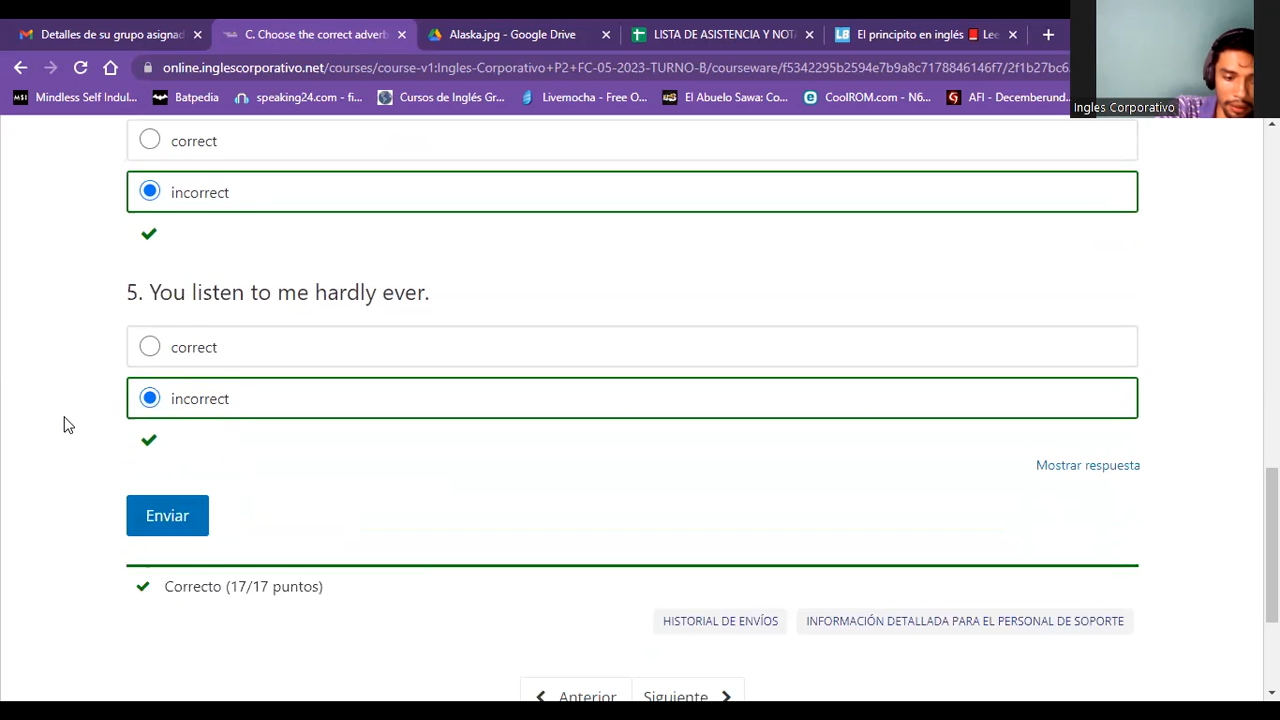 Detalles de su grupo asignad
C. Choose the correct adverb
Alaska.jpg - Google Drive
LISTA DE ASISTENCIA Y NOTA
El principito en inglés 📕 Lee
online.inglescorporativo.net/courses/course-v1:Ingles-Corporativo+P2+FC-05-2023-TURNO-B/courseware/f5342295b2594e7b9a8c7178846146f7/2f1b27bc6
Mindless Self Indul...
Batpedia
speaking24.com - fi...
Cursos de Inglés Gr...
Livemocha - Free O...
El Abuelo Sawa: Co...
CoolROM.com - N6...
AFI - Decemberund
Ingles Corporativo
correct
incorrect
5. You listen to me hardly ever.
correct
incorrect
Mostrar respuesta
Enviar
Correcto (17/17 puntos)
HISTORIAL DE ENVÍOS
INFORMACIÓN DETALLADA PARA EL PERSONAL DE SOPORTE
Anterior
Siguiente